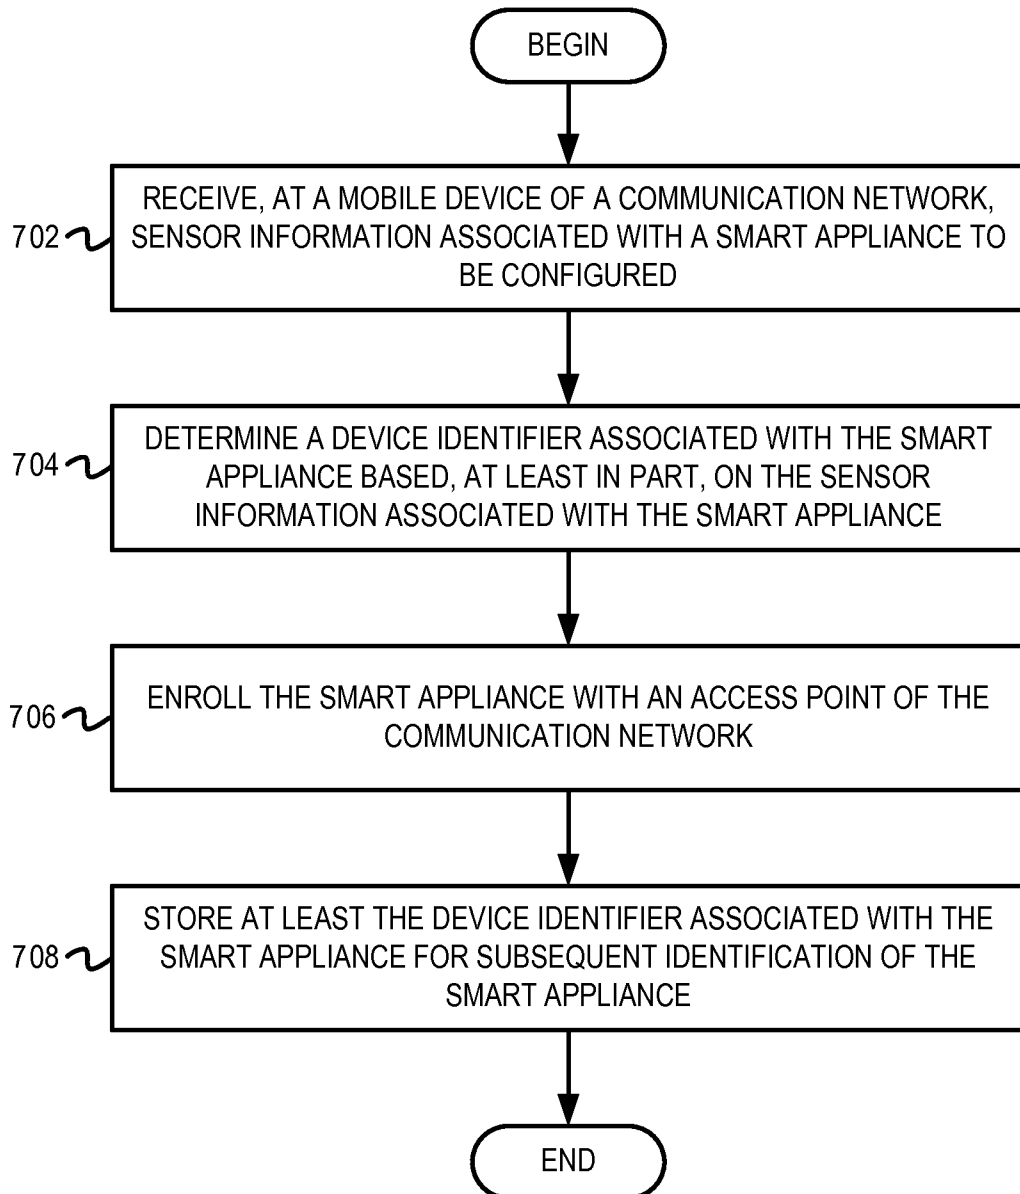 BEGIN
702
RECEIVE, AT A MOBILE DEVICE OF A COMMUNICATION NETWORK,
SENSOR INFORMATION ASSOCIATED WITH A SMART APPLIANCE TO
BE CONFIGURED
704
DETERMINE A DEVICE IDENTIFIER ASSOCIATED WITH THE SMART
APPLIANCE BASED, AT LEAST IN PART, ON THE SENSOR
INFORMATION ASSOCIATED WITH THE SMART APPLIANCE
706
ENROLL THE SMART APPLIANCE WITH AN ACCESS POINT OF THE
COMMUNICATION NETWORK
708
STORE AT LEAST THE DEVICE IDENTIFIER ASSOCIATED WITH THE
SMART APPLIANCE FOR SUBSEQUENT IDENTIFICATION OF THE
SMART APPLIANCE
END